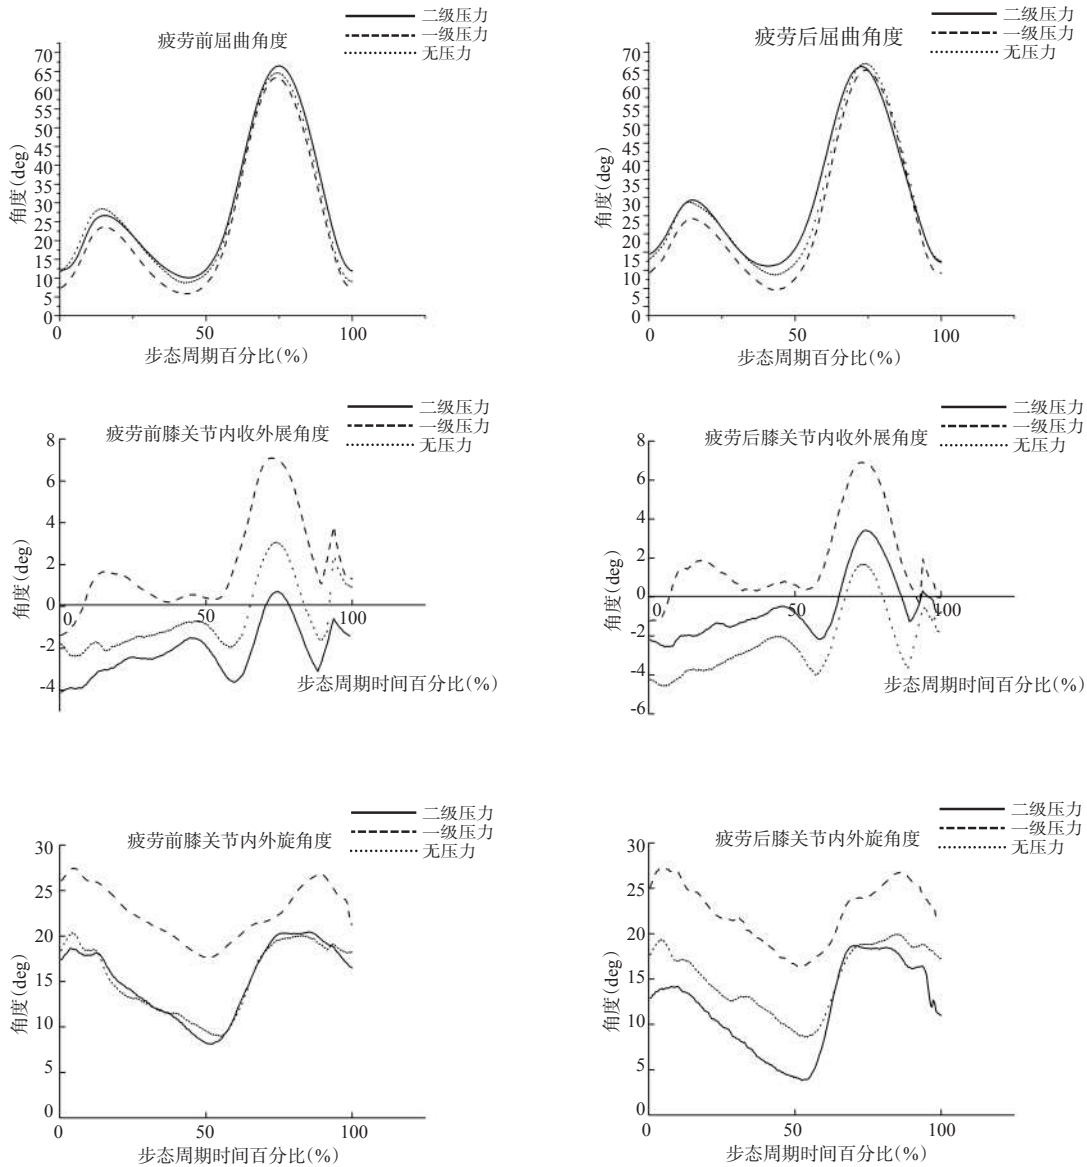 疲劳前屈曲角度
二级压力
一级压力
无压力
角度(deg)
70
65
60
55
50
45
40
35
30
25
20
15
10
5
0
0
50
100
步态周期百分比(%)
疲劳后屈曲角度
二级压力
一级压力
无压力
角度(deg)
70
65
60
55
50
45
40
35
30
25
20
15
10
5
0
0
50
100
步态周期百分比(%)
疲劳前膝关节内收外展角度
二级压力
一级压力
无压力
角度(deg)
8
6
4
2
0
-2
-4
0
50
100
步态周期时间百分比(%)
疲劳后膝关节内收外展角度
二级压力
一级压力
无压力
角度(deg)
8
6
4
2
0
-2
-4
-6
0
50
100
步态周期时间百分比(%)
疲劳前膝关节内外旋角度
二级压力
一级压力
无压力
角度(deg)
30
25
20
15
10
5
0
0
50
100
步态周期时间百分比(%)
疲劳后膝关节内外旋角度
二级压力
一级压力
无压力
角度(deg)
30
25
20
15
10
5
0
0
50
100
步态周期时间百分比(%)